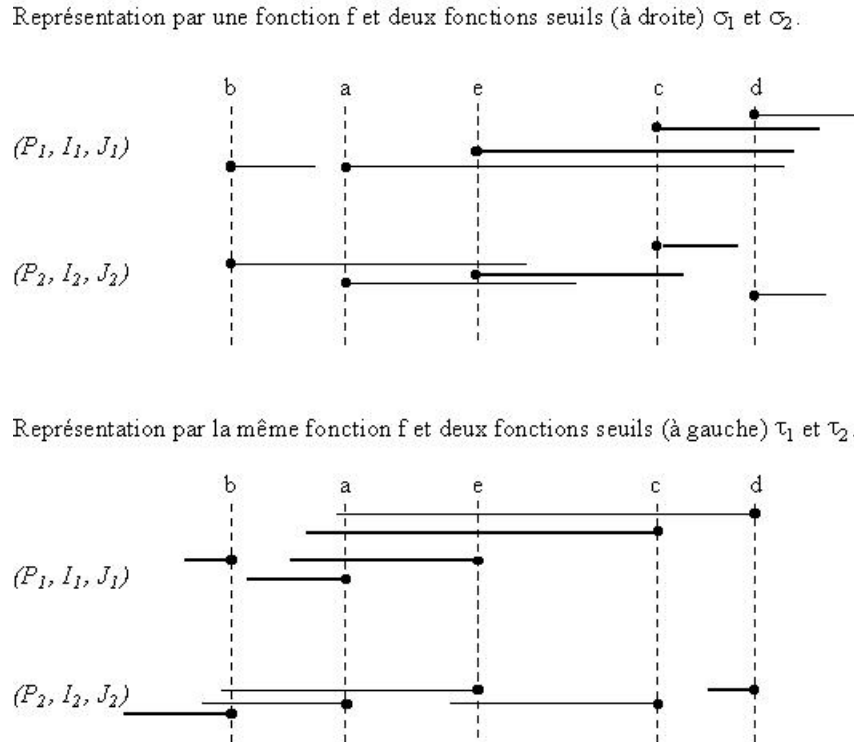 Représentation par une fonction f et deux fonctions seuils (à droite) σ₁ et σ₂.
b a e c d
(P₁, I₁, J₁)
(P₂, I₂, J₂)
Représentation par la même fonction f et deux fonctions seuils (à gauche) τ₁ et τ₂.
b a e c d
(P₁, I₁, J₁)
(P₂, I₂, J₂)